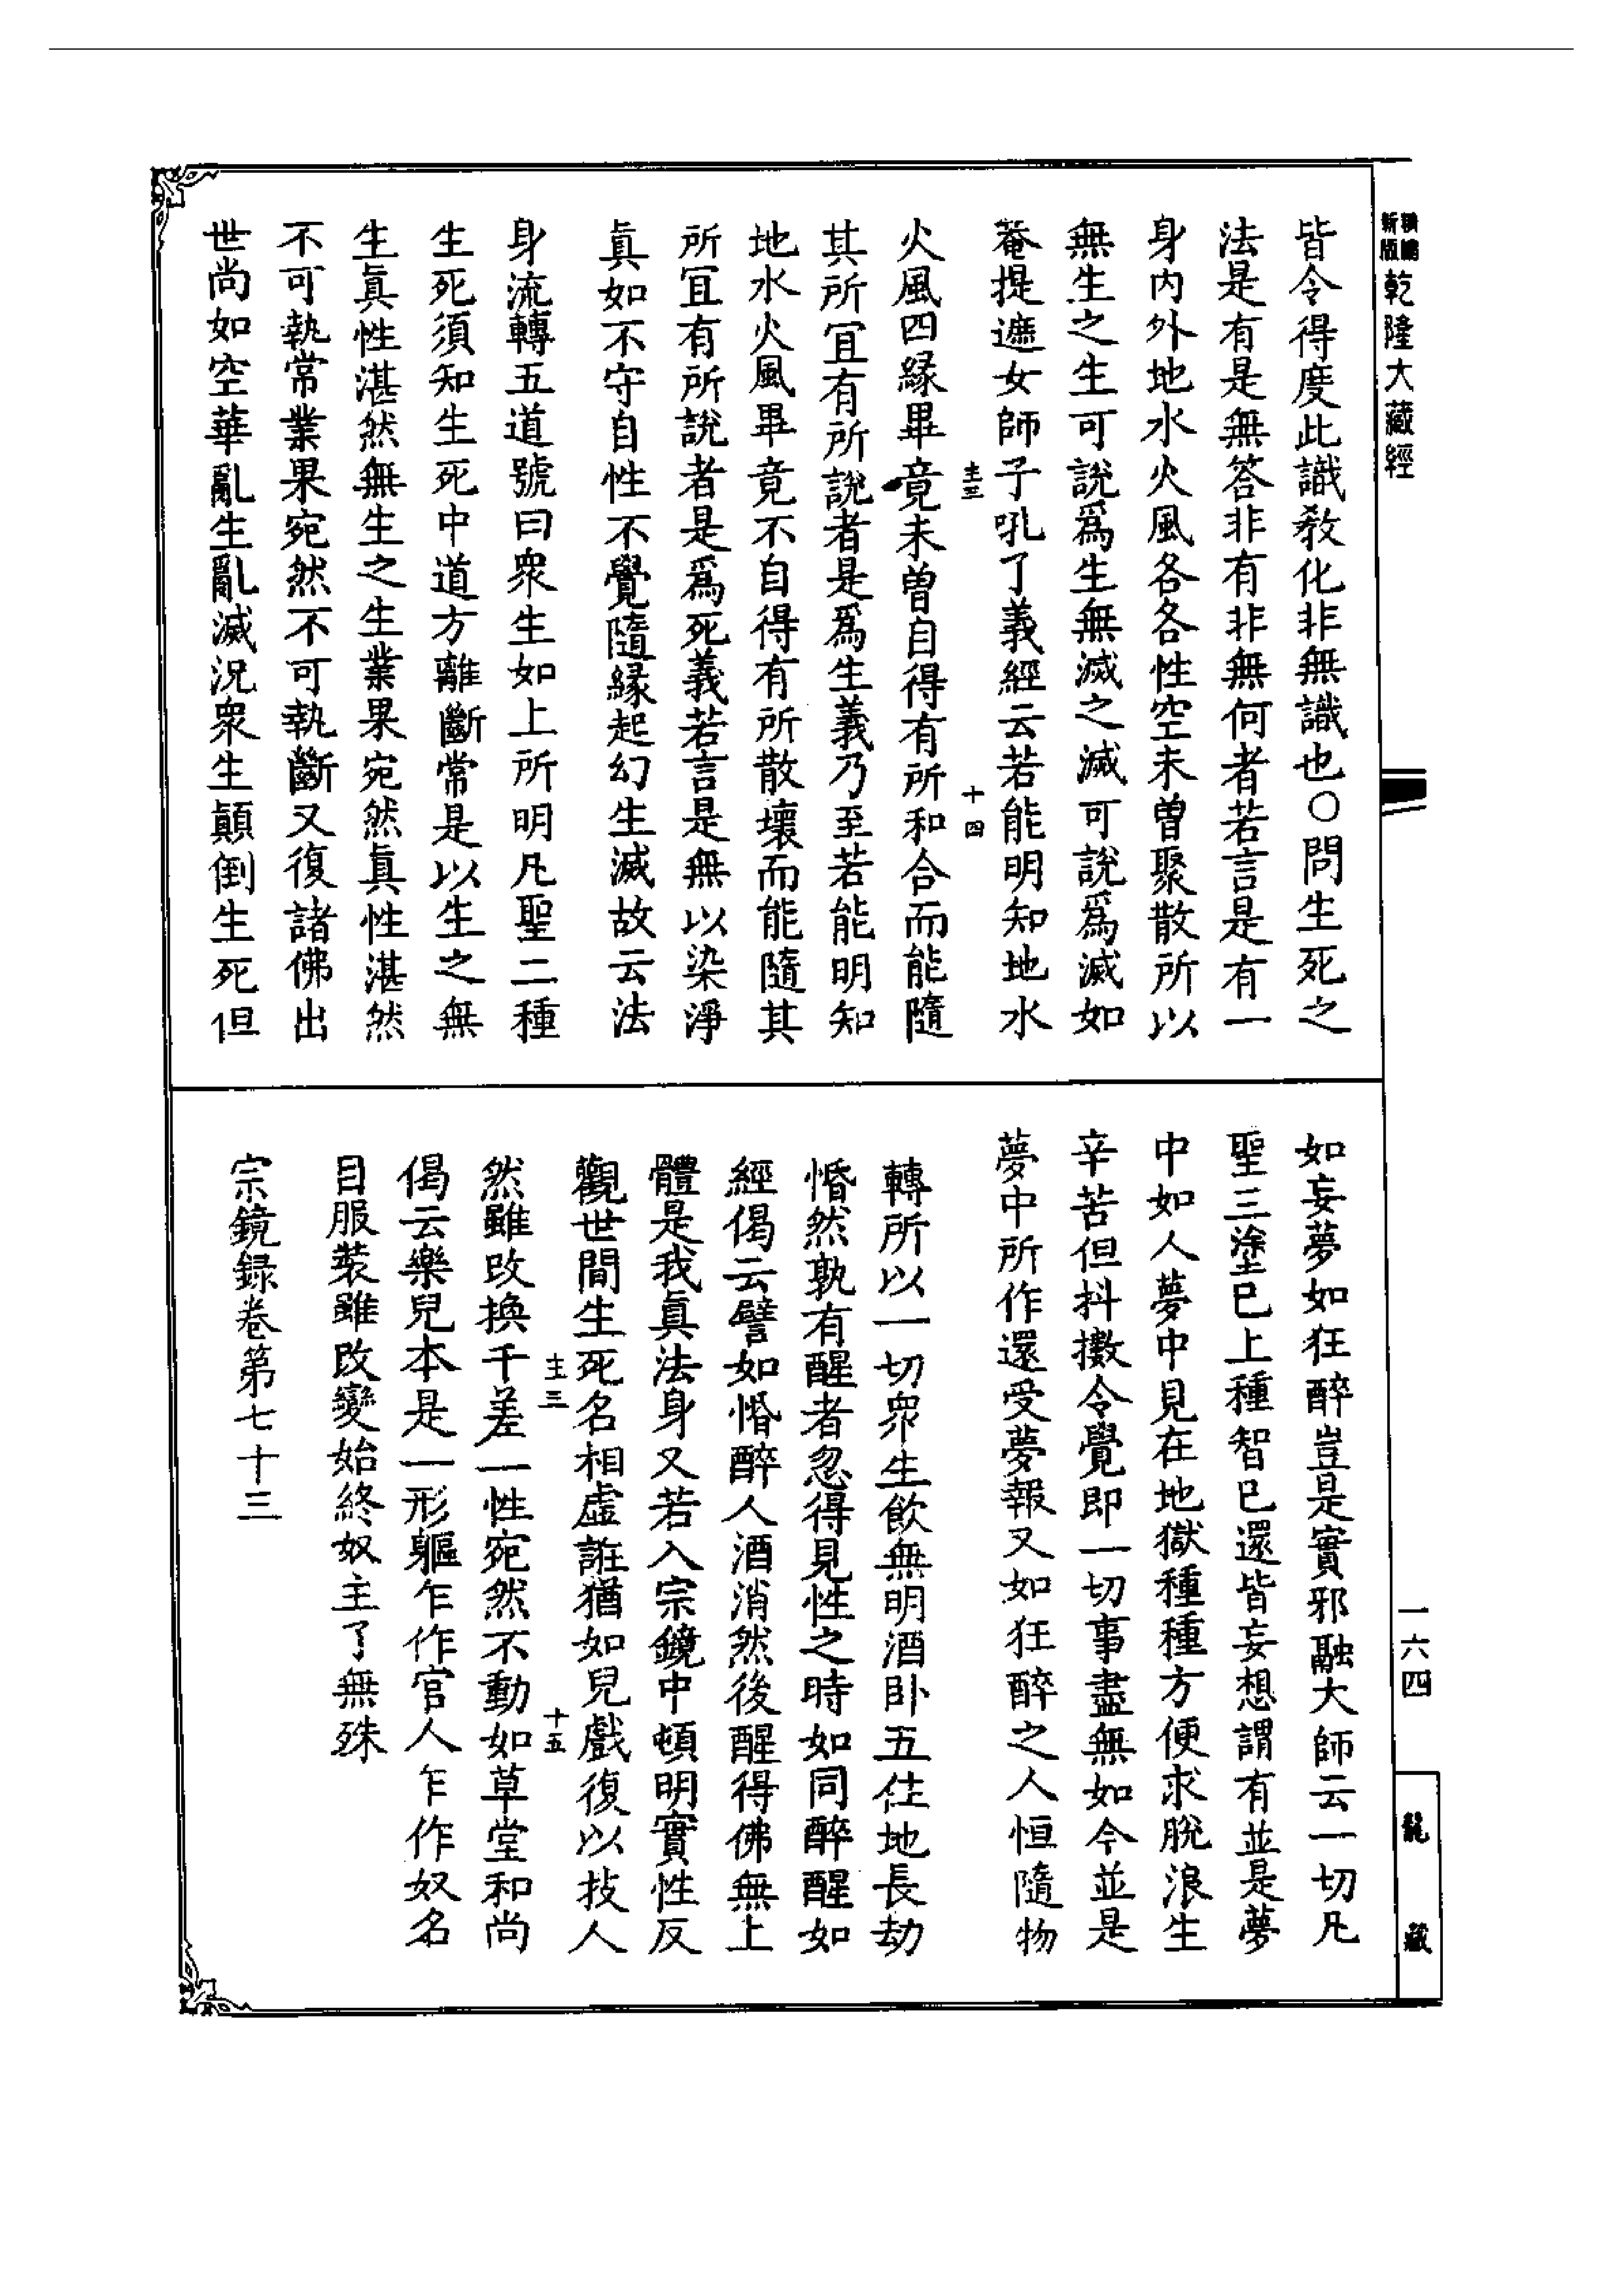 新編
新版
乾隆大藏經
皆令得度此識教化非無識也〇問生死之
法是有是無答非有非無何者若言是有一
身內外地水火風各各性空未曾聚散所以
無生之生可說爲生無滅之滅可說爲滅如
菴提遮女師子吼了義經云若能明知地水
主三
十四
火風四緣畢竟未曾自得有所和合而能隨
其所宜有所說者是爲生義乃至若能明知
地水火風畢竟不自得有所散壞而能隨其
所宜有所說者是爲死義若言是無以染淨
眞如不守自性不覺隨緣起幻生滅故云法
身流轉五道號曰衆生如上所明凡聖二種
生死須知生死中道方離斷常是以生之無
生眞性湛然無生之生業果宛然眞性湛然
不可執常業果宛然不可執斷又復諸佛出
世尚如空華亂生亂滅況衆生顛倒生死但
如妄夢如狂醉豈是實邪融大師云一切凡
聖三塗已上種智已還皆妄想謂有並是夢
中如人夢中見在地獄種種方便求脫浪生
辛苦但抖擻令覺即一切事盡無如今並是
夢中所作還受夢報又如狂醉之人恒隨物
轉所以一切衆生飲無明酒臥五住地長劫
惛然孰有醒者忽得見性之時如同醉醒如
經偈云譬如惛醉人酒消然後醒得佛無上
體是我眞法身又若入宗鏡中頓明實性反
觀世間生死名相虛誑猶如兒戲復以技人
主三
十五
然雖改換千差一性宛然不動如草堂和尚
偈云樂兒本是一形軀乍作官人乍作奴名
目服裝雖改變始終奴主了無殊
宗鏡録卷第七十三
一六四
龍藏